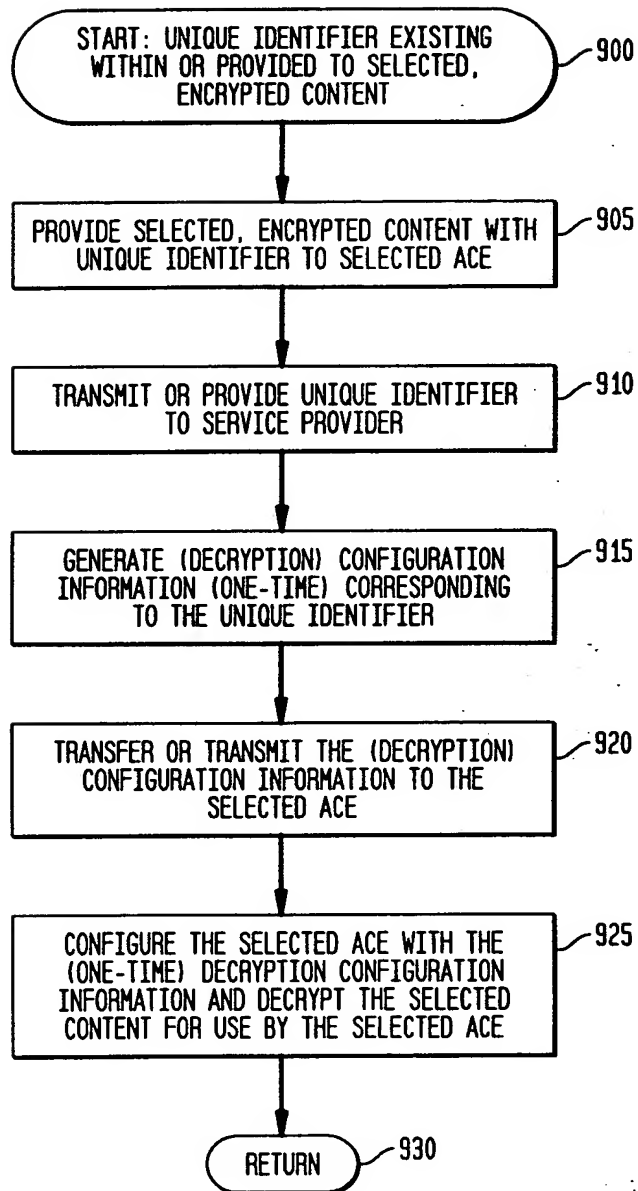 START: UNIQUE IDENTIFIER EXISTING
WITHIN OR PROVIDED TO SELECTED,
ENCRYPTED CONTENT
900
PROVIDE SELECTED, ENCRYPTED CONTENT WITH
UNIQUE IDENTIFIER TO SELECTED ACE
905
TRANSMIT OR PROVIDE UNIQUE IDENTIFIER
TO SERVICE PROVIDER
910
GENERATE (DECRYPTION) CONFIGURATION
INFORMATION (ONE-TIME) CORRESPONDING
TO THE UNIQUE IDENTIFIER
915
TRANSFER OR TRANSMIT THE (DECRYPTION)
CONFIGURATION INFORMATION TO THE
SELECTED ACE
920
CONFIGURE THE SELECTED ACE WITH THE
(ONE-TIME) DECRYPTION CONFIGURATION
INFORMATION AND DECRYPT THE SELECTED
CONTENT FOR USE BY THE SELECTED ACE
925
RETURN
930